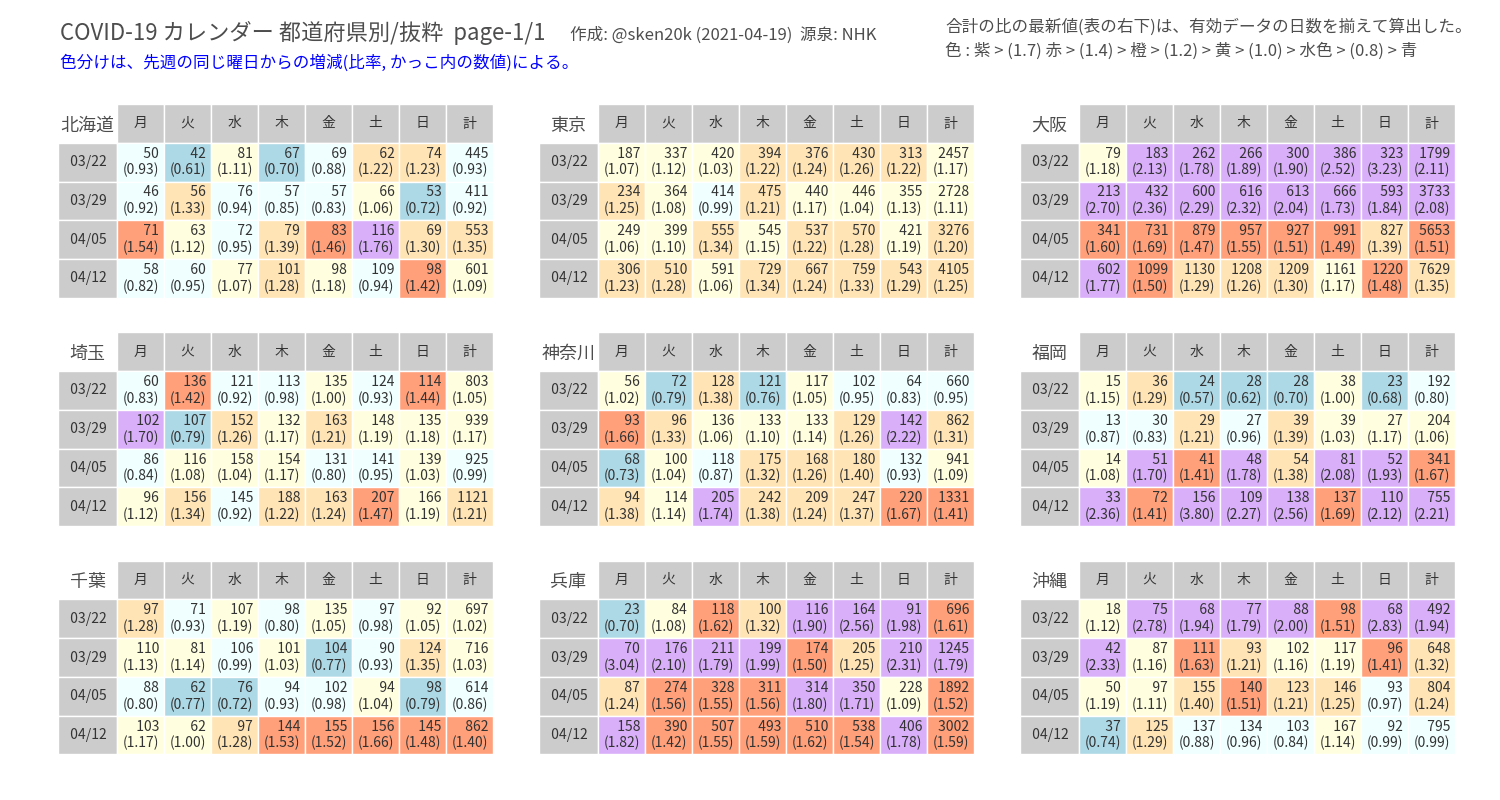 COVID-19 カレンダー 都道府県別/抜粋 page-1/1 作成: @sken20k (2021-04-19) 源泉: NHK
色分けは、先週の同じ曜日からの増減(比率, かっこ内の数値)による。
合計の比の最新値(表の右下)は、有効データの日数を揃えて算出した。
色 : 紫 > (1.7) 赤 > (1.4) > 橙 > (1.2) > 黄 > (1.0) > 水色 > (0.8) > 青
北海道 月 火 水 木 金 土 日 計
03/22 50 42 81 67 69 62 74 445
(0.93) (0.61) (1.11) (0.70) (0.88) (1.22) (1.23) (0.93)
03/29 46 56 76 57 57 66 53 411
(0.92) (1.33) (0.94) (0.85) (0.83) (1.06) (0.72) (0.92)
04/05 71 63 72 79 83 116 69 553
(1.54) (1.12) (0.95) (1.39) (1.46) (1.76) (1.30) (1.35)
04/12 58 60 77 101 98 109 98 601
(0.82) (0.95) (1.07) (1.28) (1.18) (0.94) (1.42) (1.09)
東京 月 火 水 木 金 土 日 計
03/22 187 337 420 394 376 430 313 2457
(1.07) (1.12) (1.03) (1.22) (1.24) (1.26) (1.22) (1.17)
03/29 234 364 414 475 440 446 355 2728
(1.25) (1.08) (0.99) (1.21) (1.17) (1.04) (1.13) (1.11)
04/05 249 399 555 545 537 570 421 3276
(1.06) (1.10) (1.34) (1.15) (1.22) (1.28) (1.19) (1.20)
04/12 306 510 591 729 667 759 543 4105
(1.23) (1.28) (1.06) (1.34) (1.24) (1.33) (1.29) (1.25)
大阪 月 火 水 木 金 土 日 計
03/22 79 183 262 266 300 386 323 1799
(1.18) (2.13) (1.78) (1.89) (1.90) (2.52) (3.23) (2.11)
03/29 213 432 600 616 613 666 593 3733
(2.70) (2.36) (2.29) (2.32) (2.04) (1.73) (1.84) (2.08)
04/05 341 731 879 957 927 991 827 5653
(1.60) (1.69) (1.47) (1.55) (1.51) (1.49) (1.39) (1.51)
04/12 602 1099 1130 1208 1209 1161 1220 7629
(1.77) (1.50) (1.29) (1.26) (1.30) (1.17) (1.48) (1.35)
埼玉 月 火 水 木 金 土 日 計
03/22 60 136 121 113 135 124 114 803
(0.83) (1.42) (0.92) (0.98) (1.00) (0.93) (1.44) (1.05)
03/29 102 107 152 132 163 148 135 939
(1.70) (0.79) (1.26) (1.17) (1.21) (1.19) (1.18) (1.17)
04/05 86 116 158 154 131 141 139 925
(0.84) (1.08) (1.04) (1.17) (0.80) (0.95) (1.03) (0.99)
04/12 96 156 145 188 163 207 166 1121
(1.12) (1.34) (0.92) (1.22) (1.24) (1.47) (1.19) (1.21)
神奈川 月 火 水 木 金 土 日 計
03/22 56 72 128 121 117 102 64 660
(1.02) (0.79) (1.38) (0.76) (1.05) (0.95) (0.83) (0.95)
03/29 93 96 136 133 133 129 142 862
(1.66) (1.33) (1.06) (1.10) (1.14) (1.26) (2.22) (1.31)
04/05 68 100 118 175 168 180 132 941
(0.73) (1.04) (0.87) (1.32) (1.26) (1.40) (0.93) (1.09)
04/12 94 114 205 242 209 247 220 1331
(1.38) (1.14) (1.74) (1.38) (1.24) (1.37) (1.67) (1.41)
福岡 月 火 水 木 金 土 日 計
03/22 15 36 24 28 28 38 23 192
(1.15) (1.29) (0.57) (0.62) (0.70) (1.00) (0.68) (0.80)
03/29 13 30 29 27 39 39 27 204
(0.87) (0.83) (1.21) (0.96) (1.39) (1.03) (1.17) (1.06)
04/05 14 51 41 48 54 81 52 341
(1.08) (1.70) (1.41) (1.78) (1.38) (2.08) (1.93) (1.67)
04/12 33 72 156 109 138 137 110 755
(2.36) (1.41) (3.80) (2.27) (2.56) (1.69) (2.12) (2.21)
千葉 月 火 水 木 金 土 日 計
03/22 97 71 107 98 135 97 92 697
(1.28) (0.93) (1.19) (0.80) (1.05) (0.98) (1.05) (1.02)
03/29 110 81 106 101 104 90 124 716
(1.13) (1.14) (0.99) (1.03) (0.77) (0.93) (1.35) (1.03)
04/05 88 62 76 94 102 94 98 614
(0.80) (0.77) (0.72) (0.93) (0.98) (1.04) (0.79) (0.86)
04/12 103 62 97 144 155 156 145 862
(1.17) (1.00) (1.28) (1.53) (1.52) (1.66) (1.48) (1.40)
兵庫 月 火 水 木 金 土 日 計
03/22 23 84 118 100 116 164 91 696
(0.70) (1.08) (1.62) (1.32) (1.90) (2.56) (1.98) (1.61)
03/29 70 176 211 199 174 205 210 1245
(3.04) (2.10) (1.79) (1.99) (1.50) (1.25) (2.31) (1.79)
04/05 87 274 328 311 314 350 228 1892
(1.24) (1.56) (1.55) (1.56) (1.80) (1.71) (1.09) (1.52)
04/12 158 390 507 493 510 538 406 3002
(1.82) (1.42) (1.55) (1.59) (1.62) (1.54) (1.78) (1.59)
沖縄 月 火 水 木 金 土 日 計
03/22 18 75 68 77 88 98 68 492
(1.12) (2.78) (1.94) (1.79) (2.00) (1.51) (2.83) (1.94)
03/29 42 87 111 93 102 117 96 648
(2.33) (1.16) (1.63) (1.21) (1.16) (1.19) (1.41) (1.32)
04/05 50 97 155 140 123 146 93 804
(1.19) (1.11) (1.40) (1.51) (1.21) (1.25) (0.97) (1.24)
04/12 37 125 137 134 103 167 92 795
(0.74) (1.29) (0.88) (0.96) (0.84) (1.14) (0.99) (0.99)